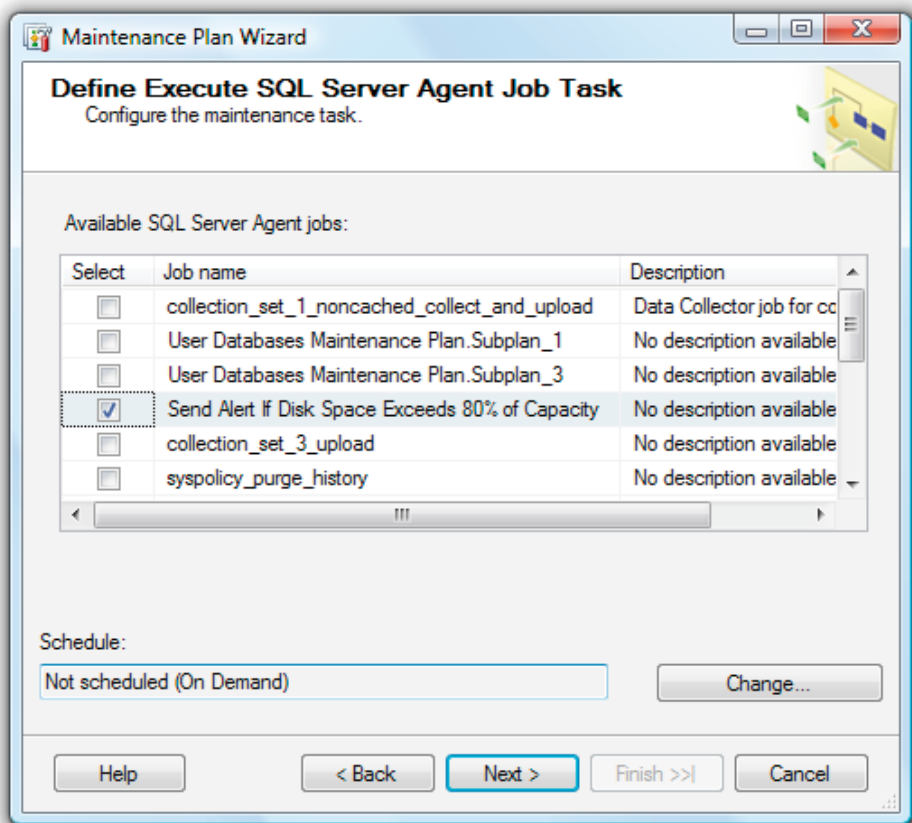 Maintenance Plan Wizard
Define Execute SQL Server Agent Job Task
Configure the maintenance task.
Available SQL Server Agent jobs:
Select Job name Description
collection_set_1_noncached_collect_and_upload Data Collector job for cc
User Databases Maintenance Plan.Subplan_1 No description available
User Databases Maintenance Plan.Subplan_3 No description available
Send Alert If Disk Space Exceeds 80% of Capacity No description available
collection_set_3_upload No description available
syspolicy_purge_history No description available
Schedule:
Not scheduled (On Demand) Change...
Help < Back Next > Finish >>| Cancel